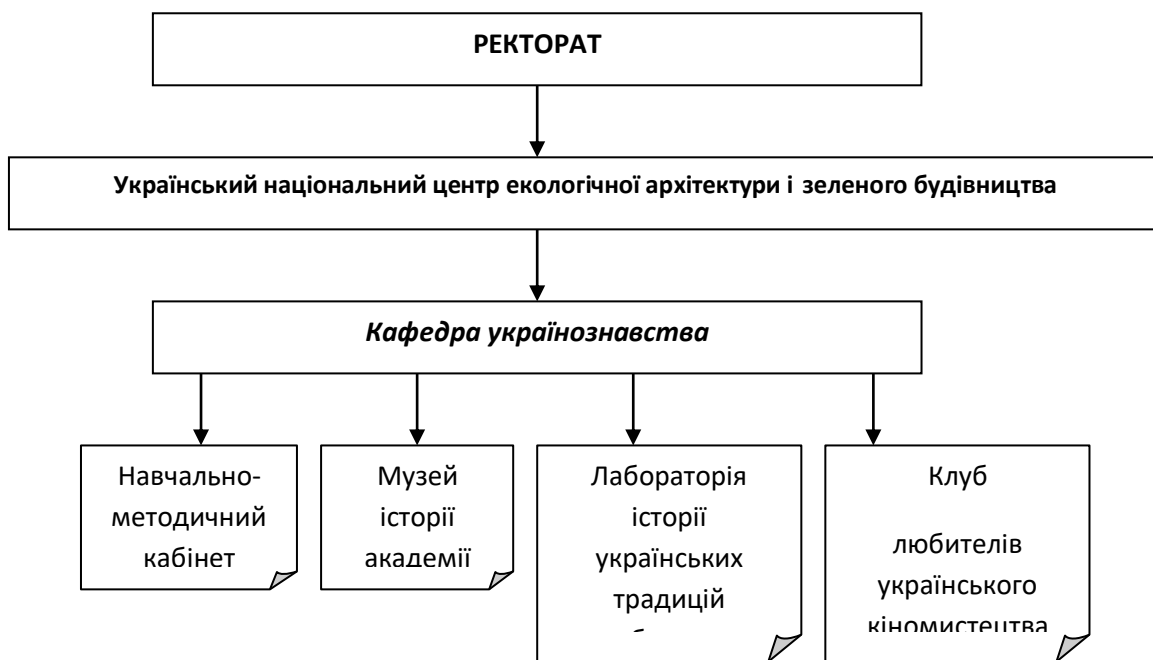 РЕКТОРАТ
Український національний центр екологічної архітектури і зеленого будівництва
Кафедра українознавства
Навчально-
методичний
кабінет
Музей
історії
академії
Лабораторія
історії
українських
традицій
Клуб
любителів
українського
кіномистецтва